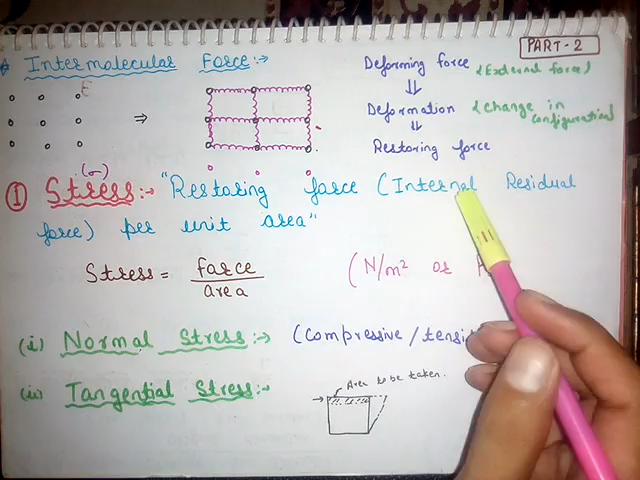 PART-2
Intermolecular Force:→
Deforming force (External force)
⇓
Deformation (change in configuration)
⇓
Restoring force
E
⇒
(σ)
① Stress:→ "Restoring force (Internal Residual
force) per unit area"
Stress = force / area
(N/m² or
(i) Normal Stress:→ (compressive/
(ii) Tangential Stress:→
Area to be taken.